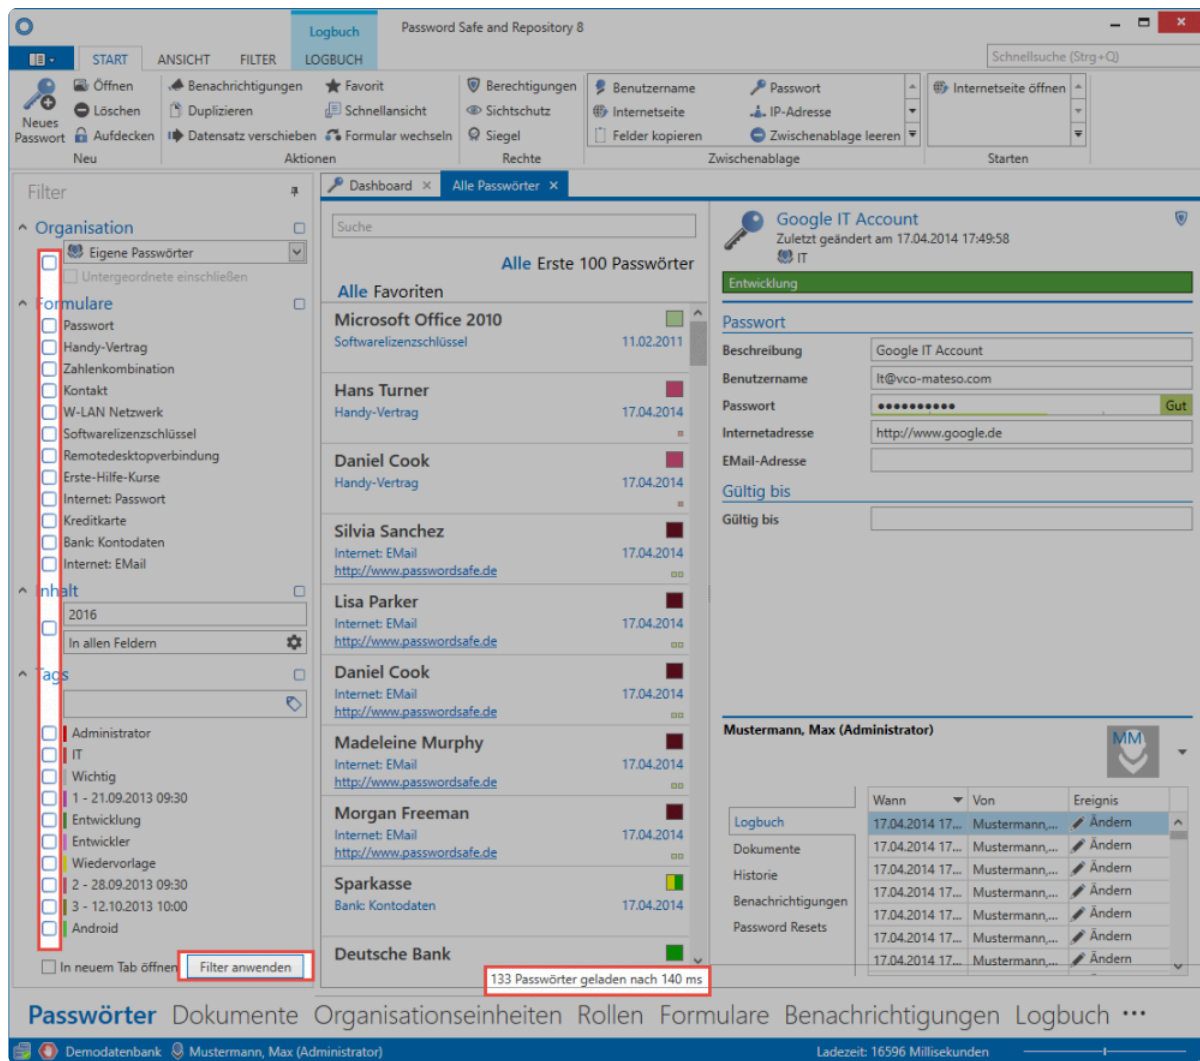 Logbuch
Password Safe and Repository 8
START
ANSICHT
FILTER
LOGBUCH
Schnellsuche (Strg+Q)
Neues Passwort
Öffnen
Löschen
Aufdecken
Neu
Benachrichtigungen
Duplizieren
Datensatz verschieben
Favorit
Schnellansicht
Formular wechseln
Aktionen
Berechtigungen
Sichtschutz
Siegel
Rechte
Benutzername
Internetseite
Felder kopieren
Passwort
IP-Adresse
Zwischenablage leeren
Zwischenablage
Internetseite öffnen
Starten
Filter
Organisation
Eigene Passwörter
Untergeordnete einschließen
Formulare
Passwort
Handy-Vertrag
Zahlenkombination
Kontakt
W-LAN Netzwerk
Softwarelizenzschlüssel
Remotedesktopverbindung
Erste-Hilfe-Kurse
Internet: Passwort
Kreditkarte
Bank: Kontodaten
Internet: EMail
Inhalt
2016
In allen Feldern
Tags
Administrator
IT
Wichtig
1 - 21.09.2013 09:30
Entwicklung
Entwickler
Wiedervorlage
2 - 28.09.2013 09:30
3 - 12.10.2013 10:00
Android
In neuem Tab öffnen
Filter anwenden
Dashboard
Alle Passwörter
Suche
Alle Erste 100 Passwörter
Alle Favoriten
Microsoft Office 2010
Softwarelizenzschlüssel 11.02.2011
Hans Turner
Handy-Vertrag 17.04.2014
Daniel Cook
Handy-Vertrag 17.04.2014
Silvia Sanchez
Internet: EMail 17.04.2014
http://www.passwordsafe.de
Lisa Parker
Internet: EMail 17.04.2014
http://www.passwordsafe.de
Daniel Cook
Internet: EMail 17.04.2014
http://www.passwordsafe.de
Madeleine Murphy
Internet: EMail 17.04.2014
http://www.passwordsafe.de
Morgan Freeman
Internet: EMail 17.04.2014
http://www.passwordsafe.de
Sparkasse
Bank: Kontodaten 17.04.2014
Deutsche Bank
133 Passwörter geladen nach 140 ms
Google IT Account
Zuletzt geändert am 17.04.2014 17:49:58
IT
Entwicklung
Passwort
Beschreibung Google IT Account
Benutzername It@vco-mateso.com
Passwort Gut
Internetadresse http://www.google.de
EMail-Adresse
Gültig bis
Gültig bis
Mustermann, Max (Administrator)
MM
Logbuch
Dokumente
Historie
Benachrichtigungen
Password Resets
Wann Von Ereignis
17.04.2014 17... Mustermann,... Ändern
17.04.2014 17... Mustermann,... Ändern
17.04.2014 17... Mustermann,... Ändern
17.04.2014 17... Mustermann,... Ändern
17.04.2014 17... Mustermann,... Ändern
17.04.2014 17... Mustermann,... Ändern
17.04.2014 17... Mustermann,... Ändern
Passwörter Dokumente Organisationseinheiten Rollen Formulare Benachrichtigungen Logbuch ...
Demodatenbank Mustermann, Max (Administrator)
Ladezeit: 16596 Millisekunden